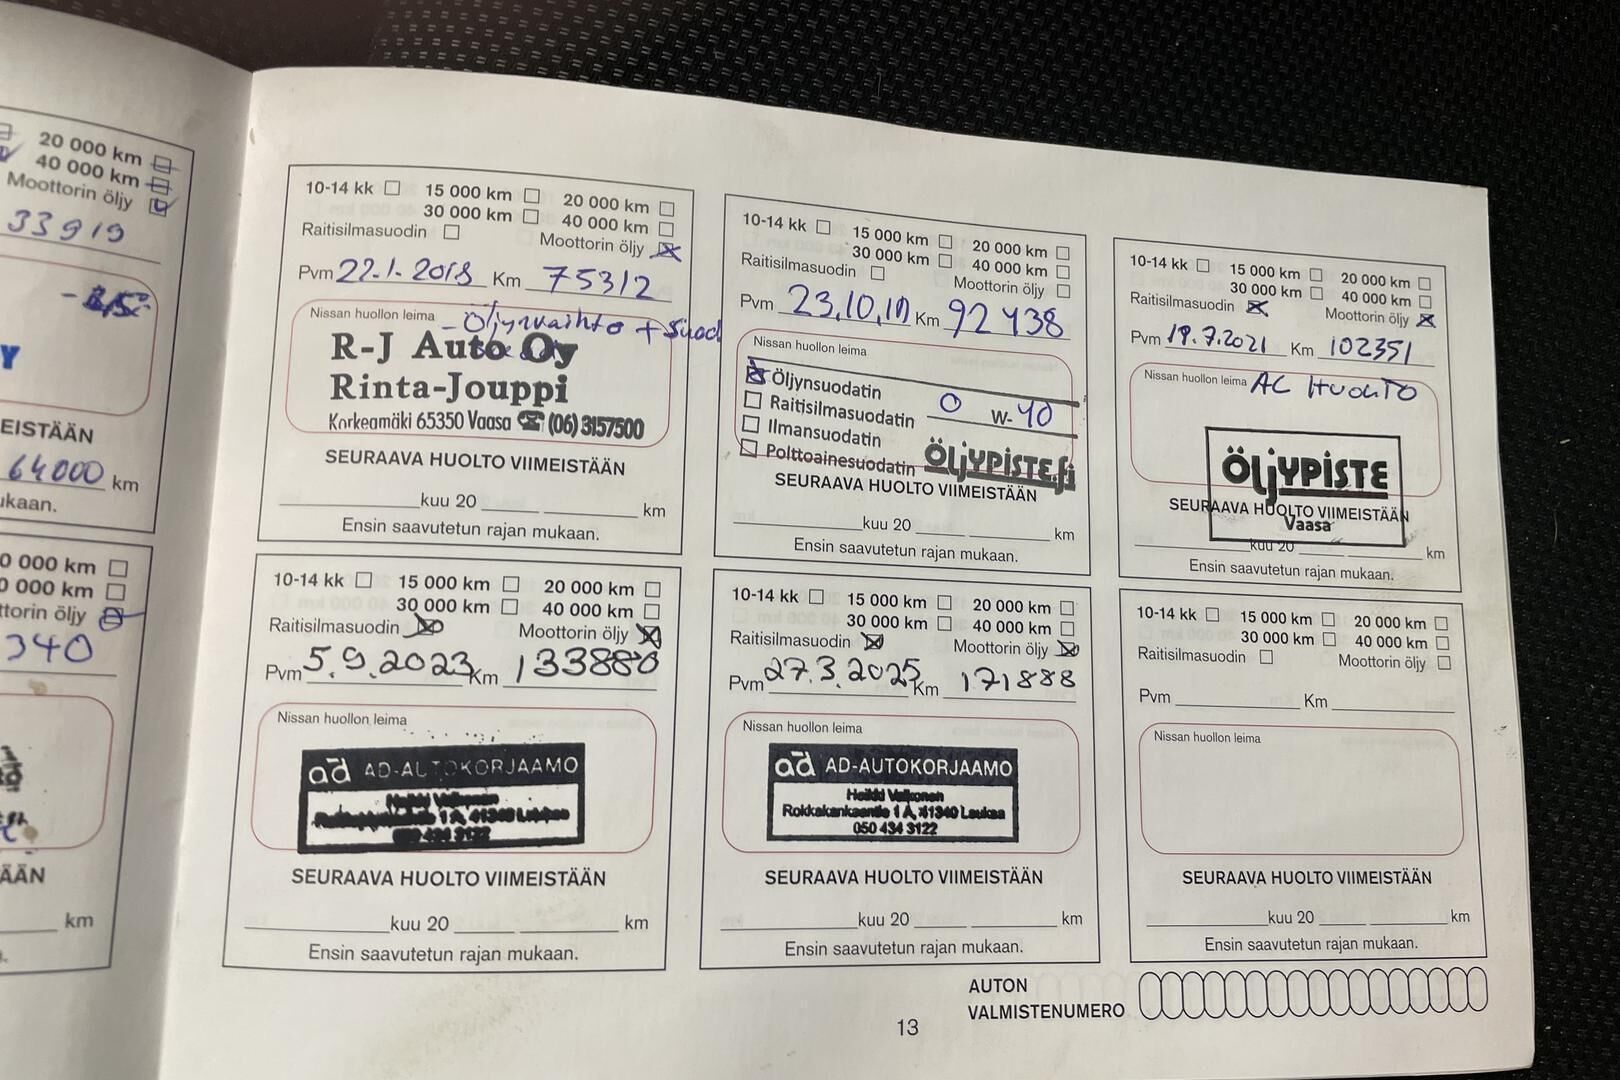 20 000 km
40 000 km
Moottorin öljy
33919
Y
EISTÄÄN
64000 km
ukaan.
0 000 km
0 000 km
ttorin öljy
340
ÄÄN
km
10-14 kk 15 000 km 20 000 km
30 000 km 40 000 km
Raitisilmasuodin Moottorin öljy
Pvm 22.1.2018 Km 75312
Nissan huollon leima - Öljynvaihto + Suod
R-J Auto Oy
Rinta-Jouppi
Korkeamäki 65350 Vaasa ☎ (06) 3157500
SEURAAVA HUOLTO VIIMEISTÄÄN
kuu 20 km
Ensin saavutetun rajan mukaan.
10-14 kk 15 000 km 20 000 km
30 000 km 40 000 km
Raitisilmasuodin Moottorin öljy
Pvm 23.10.19 Km 92438
Nissan huollon leima
Öljynsuodatin
Raitisilmasuodatin 0 W-40
Ilmansuodatin
Polttoainesuodatin ÖljYPISTE.fi
SEURAAVA HUOLTO VIIMEISTÄÄN
kuu 20 km
Ensin saavutetun rajan mukaan.
10-14 kk 15 000 km 20 000 km
30 000 km 40 000 km
Raitisilmasuodin Moottorin öljy
Pvm 19.7.2021 Km 102351
Nissan huollon leima AC HUOLTO
ÖljYPISTE
SEURAAVA HUOLTO VIIMEISTÄÄN
Vaasa
kuu 20 km
Ensin saavutetun rajan mukaan.
10-14 kk 15 000 km 20 000 km
30 000 km 40 000 km
Raitisilmasuodin Moottorin öljy
Pvm 5.9.2023 Km 133880
Nissan huollon leima
ad AD-AUTOKORJAAMO
Heikki Valkonen
1 A, 41340 Laukaa
050 434 3122
SEURAAVA HUOLTO VIIMEISTÄÄN
kuu 20 km
Ensin saavutetun rajan mukaan.
10-14 kk 15 000 km 20 000 km
30 000 km 40 000 km
Raitisilmasuodin Moottorin öljy
Pvm 27.3.2025 Km 171888
Nissan huollon leima
ad AD-AUTOKORJAAMO
Heikki Valkonen
Rokkakankaantie 1 A, 41340 Laukaa
050 434 3122
SEURAAVA HUOLTO VIIMEISTÄÄN
kuu 20 km
Ensin saavutetun rajan mukaan.
10-14 kk 15 000 km 20 000 km
30 000 km 40 000 km
Raitisilmasuodin Moottorin öljy
Pvm Km
Nissan huollon leima
SEURAAVA HUOLTO VIIMEISTÄÄN
kuu 20 km
Ensin saavutetun rajan mukaan.
AUTON
VALMISTENUMERO
13